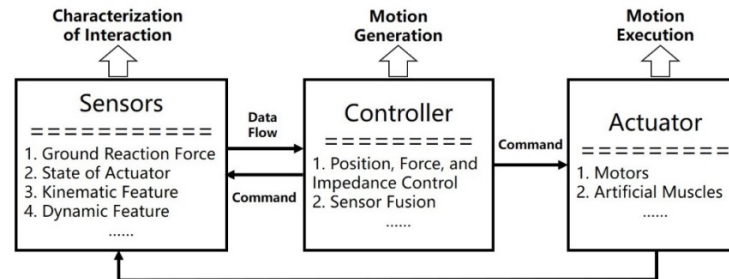 Characterization
of Interaction
Motion
Generation
Motion
Execution
Sensors
===========
1. Ground Reaction Force
2. State of Actuator
3. Kinematic Feature
4. Dynamic Feature
......
Data
Flow
Command
Controller
=========
1. Position, Force, and
Impedance Control
2. Sensor Fusion
......
Command
Actuator
=========
1. Motors
2. Artificial Muscles
......